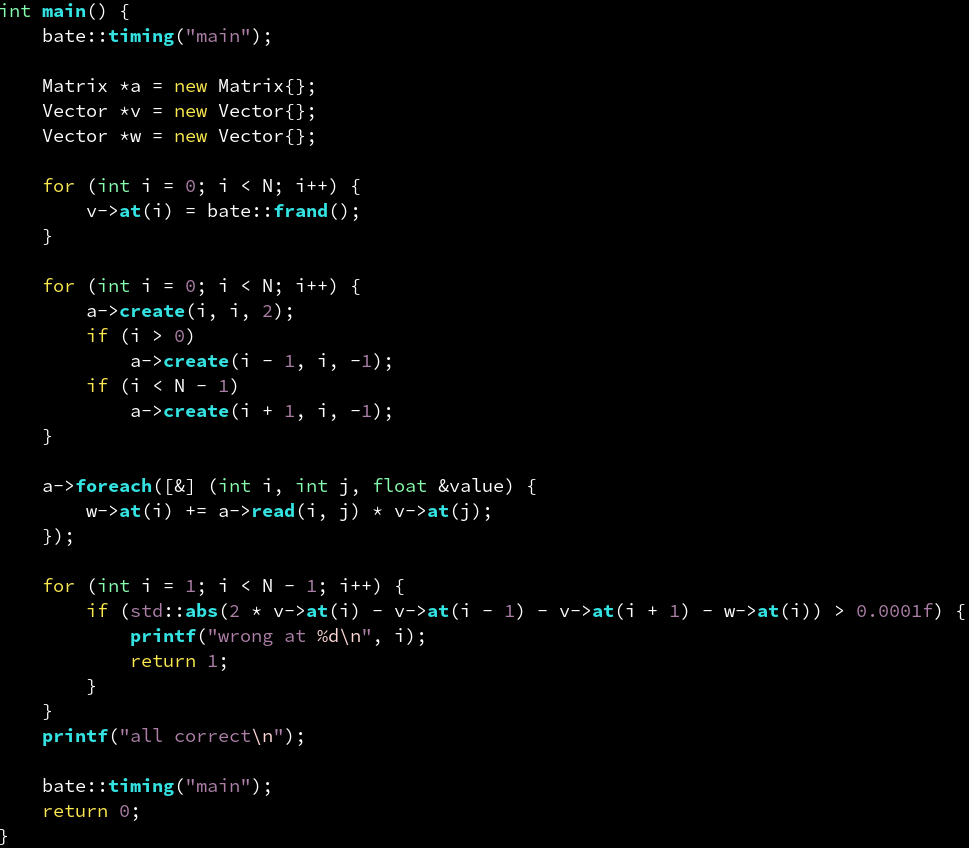 int main() {
    bate::timing("main");

    Matrix *a = new Matrix{};
    Vector *v = new Vector{};
    Vector *w = new Vector{};

    for (int i = 0; i < N; i++) {
        v->at(i) = bate::frand();
    }

    for (int i = 0; i < N; i++) {
        a->create(i, i, 2);
        if (i > 0)
            a->create(i - 1, i, -1);
        if (i < N - 1)
            a->create(i + 1, i, -1);
    }

    a->foreach([&] (int i, int j, float &value) {
        w->at(i) += a->read(i, j) * v->at(j);
    });

    for (int i = 1; i < N - 1; i++) {
        if (std::abs(2 * v->at(i) - v->at(i - 1) - v->at(i + 1) - w->at(i)) > 0.0001f) {
            printf("wrong at %d\n", i);
            return 1;
        }
    }
    printf("all correct\n");

    bate::timing("main");
    return 0;
}